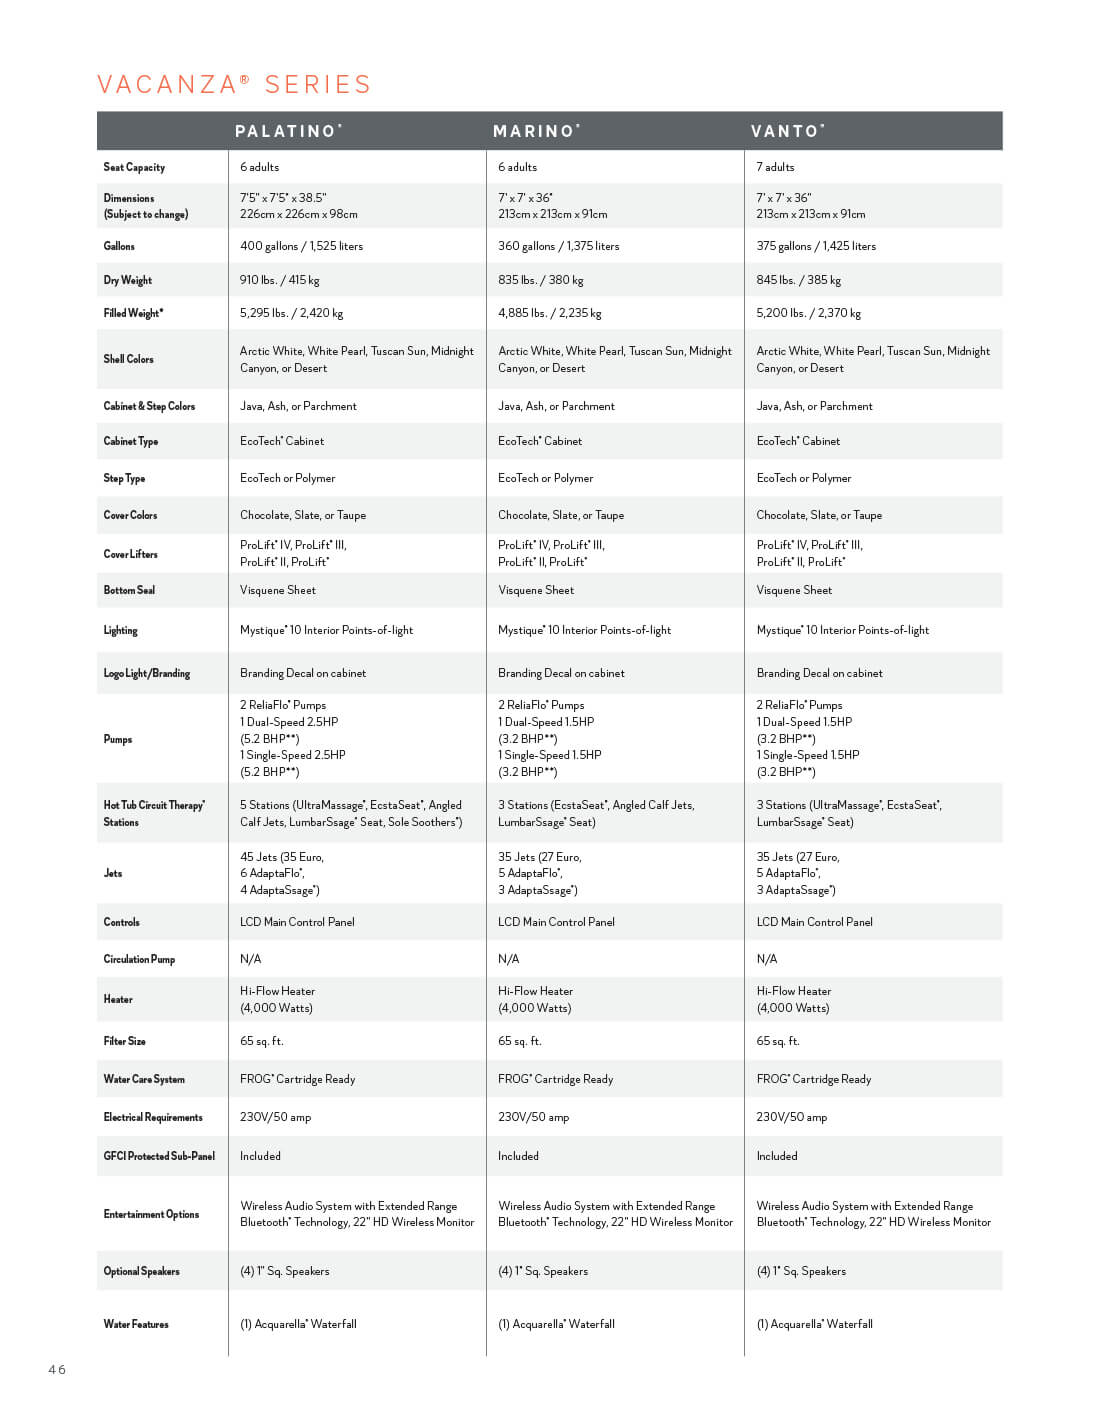 VACANZA® SERIES
PALATINO® MARINO® VANTO®
Seat Capacity 6 adults 6 adults 7 adults
Dimensions 7'5" x 7'5" x 38.5" 7' x 7' x 36" 7' x 7' x 36"
(Subject to change) 226cm x 226cm x 98cm 213cm x 213cm x 91cm 213cm x 213cm x 91cm
Gallons 400 gallons / 1,525 liters 360 gallons / 1,375 liters 375 gallons / 1,425 liters
Dry Weight 910 lbs. / 415 kg 835 lbs. / 380 kg 845 lbs. / 385 kg
Filled Weight* 5,295 lbs. / 2,420 kg 4,885 lbs. / 2,235 kg 5,200 lbs. / 2,370 kg
Shell Colors
Arctic White, White Pearl, Tuscan Sun, Midnight
Canyon, or Desert
Arctic White, White Pearl, Tuscan Sun, Midnight
Canyon, or Desert
Arctic White, White Pearl, Tuscan Sun, Midnight
Canyon, or Desert
Cabinet & Step Colors Java, Ash, or Parchment Java, Ash, or Parchment Java, Ash, or Parchment
Cabinet Type EcoTech® Cabinet EcoTech® Cabinet EcoTech® Cabinet
Step Type EcoTech or Polymer EcoTech or Polymer EcoTech or Polymer
Cover Colors Chocolate, Slate, or Taupe Chocolate, Slate, or Taupe Chocolate, Slate, or Taupe
Cover Lifters
ProLift® IV, ProLift® III,
ProLift® II, ProLift®
ProLift® IV, ProLift® III,
ProLift® II, ProLift®
ProLift® IV, ProLift® III,
ProLift® II, ProLift®
Bottom Seal Visquene Sheet Visquene Sheet Visquene Sheet
Lighting Mystique® 10 Interior Points-of-light Mystique® 10 Interior Points-of-light Mystique® 10 Interior Points-of-light
Logo Light/Branding Branding Decal on cabinet Branding Decal on cabinet Branding Decal on cabinet
Pumps
2 ReliaFlo® Pumps
1 Dual-Speed 2.5HP
(5.2 BHP**)
1 Single-Speed 2.5HP
(5.2 BHP**)
2 ReliaFlo® Pumps
1 Dual-Speed 1.5HP
(3.2 BHP**)
1 Single-Speed 1.5HP
(3.2 BHP**)
2 ReliaFlo® Pumps
1 Dual-Speed 1.5HP
(3.2 BHP**)
1 Single-Speed 1.5HP
(3.2 BHP**)
Hot Tub Circuit Therapy®
Stations
5 Stations (UltraMassage®, EcstaSeat®, Angled
Calf Jets, LumbarSsage® Seat, Sole Soothers®)
3 Stations (EcstaSeat®, Angled Calf Jets,
LumbarSsage® Seat)
3 Stations (UltraMassage®, EcstaSeat®,
LumbarSsage® Seat)
Jets
45 Jets (35 Euro,
6 AdaptaFlo®,
4 AdaptaSsage®)
35 Jets (27 Euro,
5 AdaptaFlo®,
3 AdaptaSsage®)
35 Jets (27 Euro,
5 AdaptaFlo®,
3 AdaptaSsage®)
Controls LCD Main Control Panel LCD Main Control Panel LCD Main Control Panel
Circulation Pump N/A N/A N/A
Heater
Hi-Flow Heater
(4,000 Watts)
Hi-Flow Heater
(4,000 Watts)
Hi-Flow Heater
(4,000 Watts)
Filter Size 65 sq. ft. 65 sq. ft. 65 sq. ft.
Water Care System FROG® Cartridge Ready FROG® Cartridge Ready FROG® Cartridge Ready
Electrical Requirements 230V/50 amp 230V/50 amp 230V/50 amp
GFCI Protected Sub-Panel Included Included Included
Entertainment Options
Wireless Audio System with Extended Range
Bluetooth® Technology, 22" HD Wireless Monitor
Wireless Audio System with Extended Range
Bluetooth® Technology, 22" HD Wireless Monitor
Wireless Audio System with Extended Range
Bluetooth® Technology, 22" HD Wireless Monitor
Optional Speakers (4) 1" Sq. Speakers (4) 1" Sq. Speakers (4) 1" Sq. Speakers
Water Features (1) Acquarella® Waterfall (1) Acquarella® Waterfall (1) Acquarella® Waterfall
46